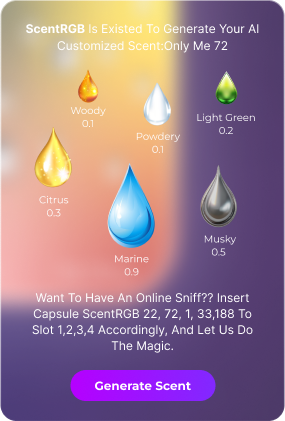 ScentRGB Is Existed To Generate Your AI
Customized Scent:Only Me 72
Woody
0.1
Powdery
0.1
Light Green
0.2
Citrus
0.3
Marine
0.9
Musky
0.5
Want To Have An Online Sniff?? Insert
Capsule ScentRGB 22, 72, 1, 33,188 To
Slot 1,2,3,4 Accordingly, And Let Us Do
The Magic.
Generate Scent